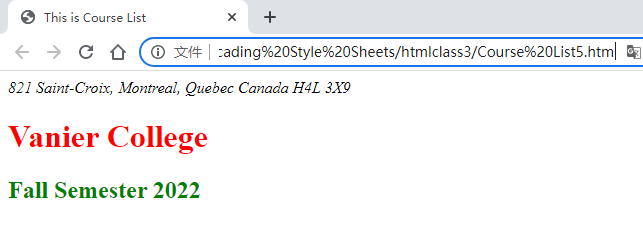 This is Course List
文件 cading%20Style%20Sheets/htmlclass3/Course%20List5.htm
821 Saint-Croix, Montreal, Quebec Canada H4L 3X9
Vanier College
Fall Semester 2022